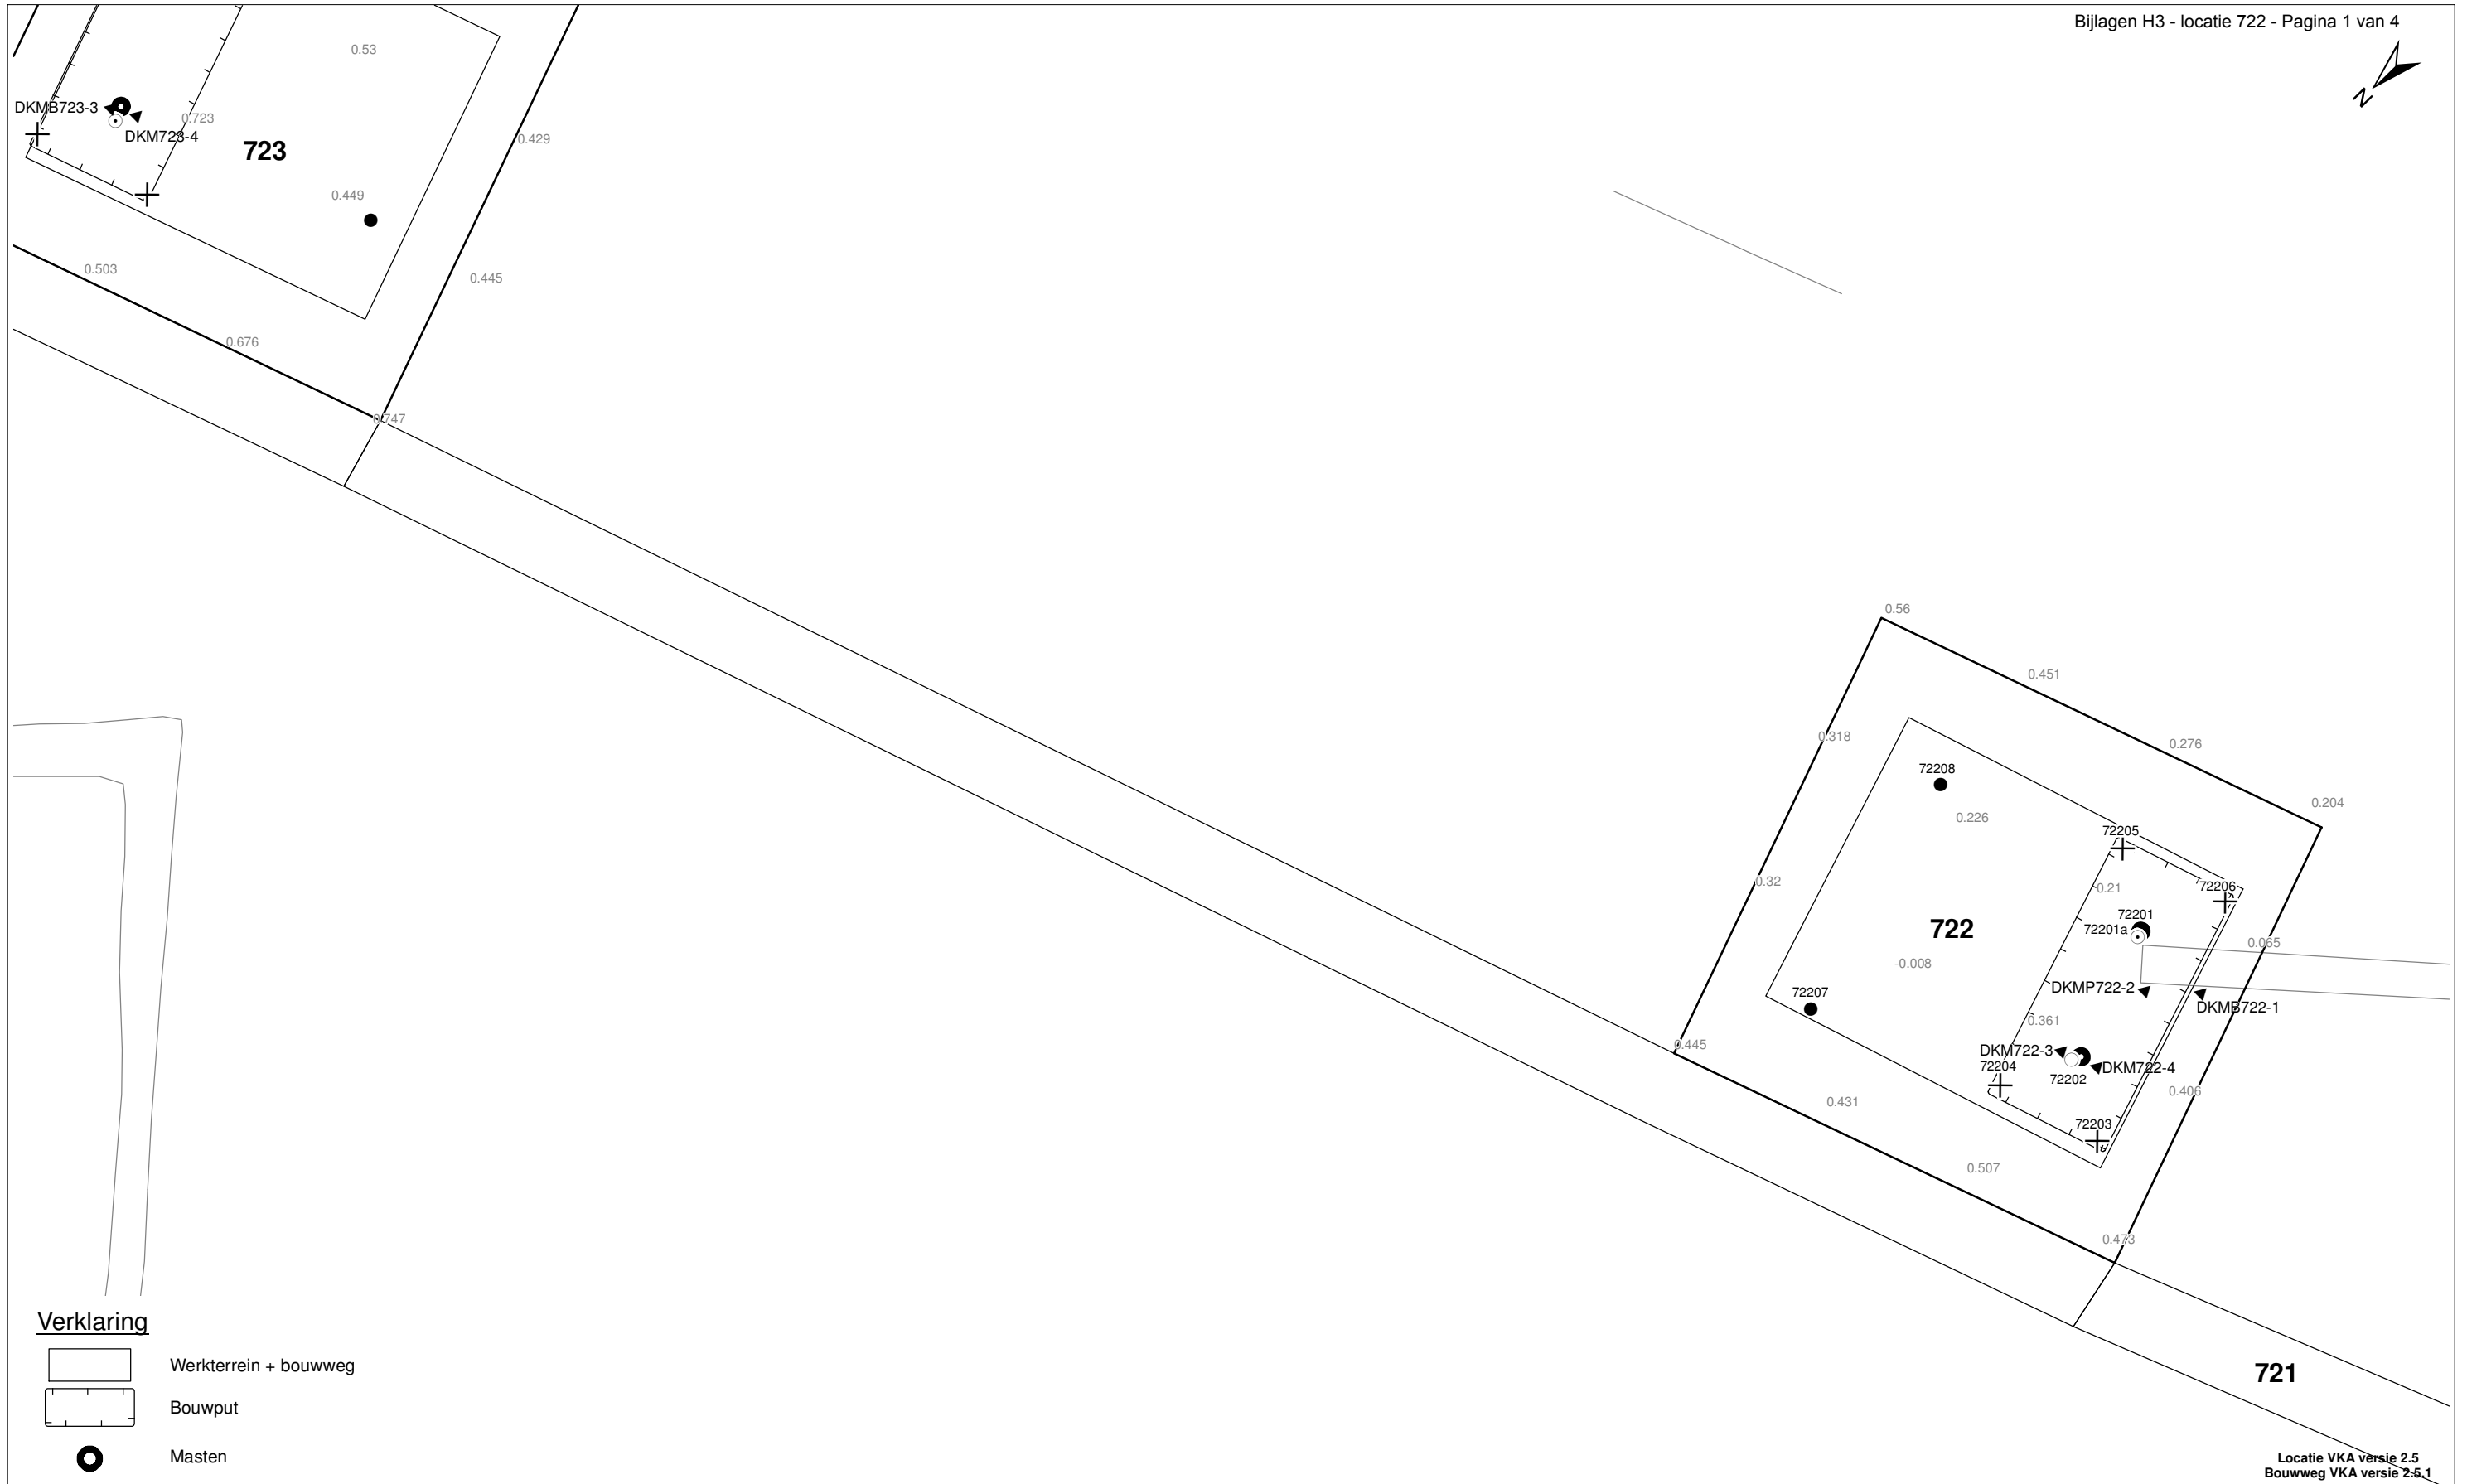 Bijlagen H3 - locatie 722 - Pagina 1 van 4
N
0.53
DKMB723-3
0.723
DKM723-4
723
0.429
0.449
0.503
0.445
0.676
0.747
0.56
0.451
0.318
0.276
72208
0.204
0.226
72205
0.32
0.21
72206
72201
722
72201a
0.065
-0.008
72207
DKMP722-2
DKMB722-1
0.361
0.445
DKM722-3
72204
DKM722-4
72202
0.406
0.431
72203
0.507
0.473
Verklaring
Werkterrein + bouwweg
721
Bouwput
Masten
Locatie VKA versie 2.5
Bouwweg VKA versie 2.5.1